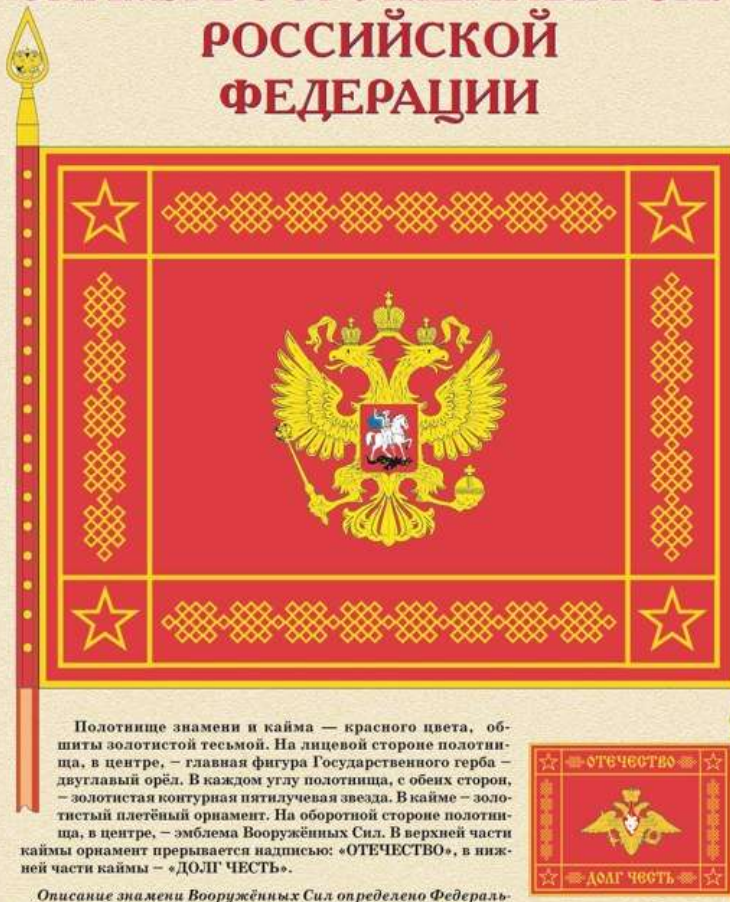 РОССИЙСКОЙ
ФЕДЕРАЦИИ
Полотнище знамени и кайма — красного цвета, об-
шиты золотистой тесьмой. На лицевой стороне полотни-
ща, в центре, – главная фигура Государственного герба –
двуглавый орёл. В каждом углу полотнища, с обеих сторон,
– золотистая контурная пятилучевая звезда. В кайме – золо-
тистый плетёный орнамент. На оборотной стороне полотни-
ща, в центре, – эмблема Вооружённых Сил. В верхней части
каймы орнамент прерывается надписью: «ОТЕЧЕСТВО», в ниж-
ней части каймы – «ДОЛГ ЧЕСТЬ».
Описание знамени Вооружённых Сил определено Федераль-
ОТЕЧЕСТВО
ДОЛГ ЧЕСТЬ